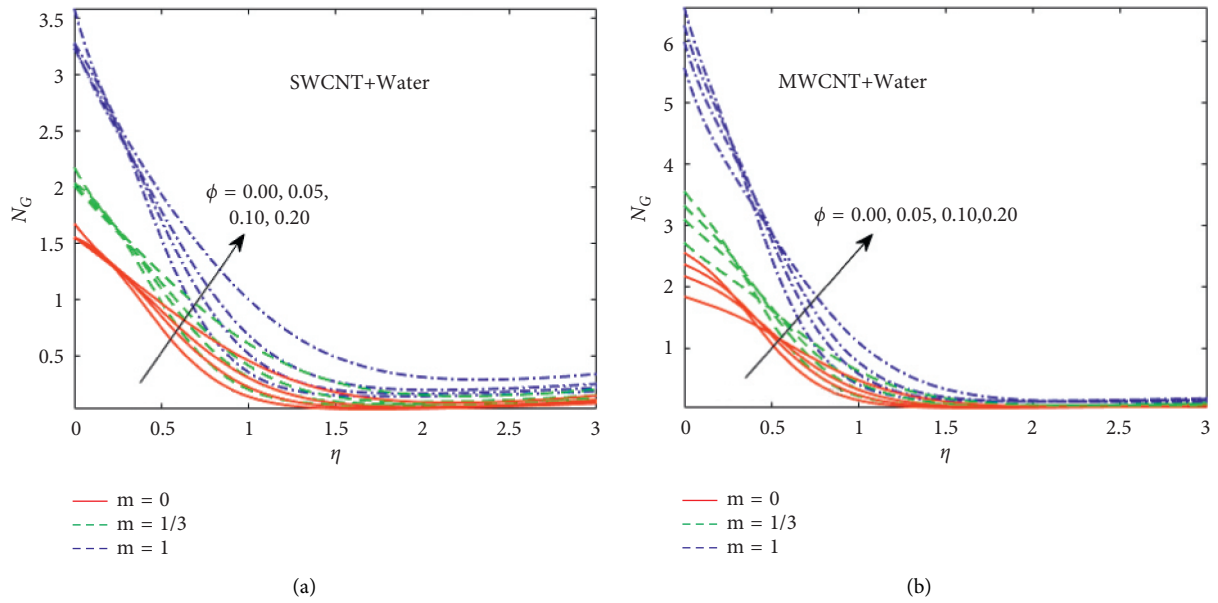 3.5
3
2.5
2
1.5
1
0.5
N_G
SWCNT+Water
ϕ = 0.00, 0.05,
0.10, 0.20
0 0.5 1 1.5 2 2.5 3
η
m = 0
m = 1/3
m = 1
(a)
6
5
4
3
2
1
N_G
MWCNT+Water
ϕ = 0.00, 0.05, 0.10,0.20
0 0.5 1 1.5 2 2.5 3
η
m = 0
m = 1/3
m = 1
(b)